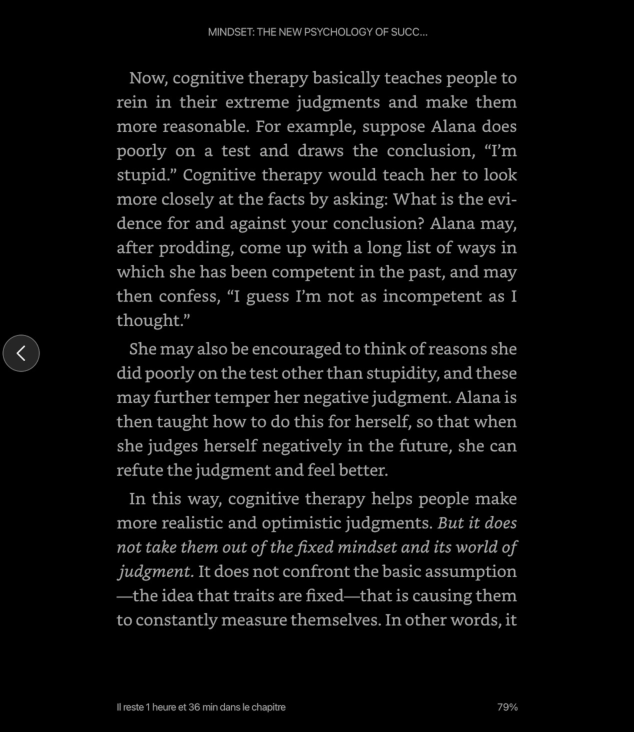 MINDSET: THE NEW PSYCHOLOGY OF SUCC...
Now, cognitive therapy basically teaches people to
rein in their extreme judgments and make them
more reasonable. For example, suppose Alana does
poorly on a test and draws the conclusion, “I’m
stupid.” Cognitive therapy would teach her to look
more closely at the facts by asking: What is the evi-
dence for and against your conclusion? Alana may,
after prodding, come up with a long list of ways in
which she has been competent in the past, and may
then confess, “I guess I’m not as incompetent as I
thought.”
She may also be encouraged to think of reasons she
did poorly on the test other than stupidity, and these
may further temper her negative judgment. Alana is
then taught how to do this for herself, so that when
she judges herself negatively in the future, she can
refute the judgment and feel better.
In this way, cognitive therapy helps people make
more realistic and optimistic judgments. But it does
not take them out of the fixed mindset and its world of
judgment. It does not confront the basic assumption
—the idea that traits are fixed—that is causing them
to constantly measure themselves. In other words, it
Il reste 1 heure et 36 min dans le chapitre
79%